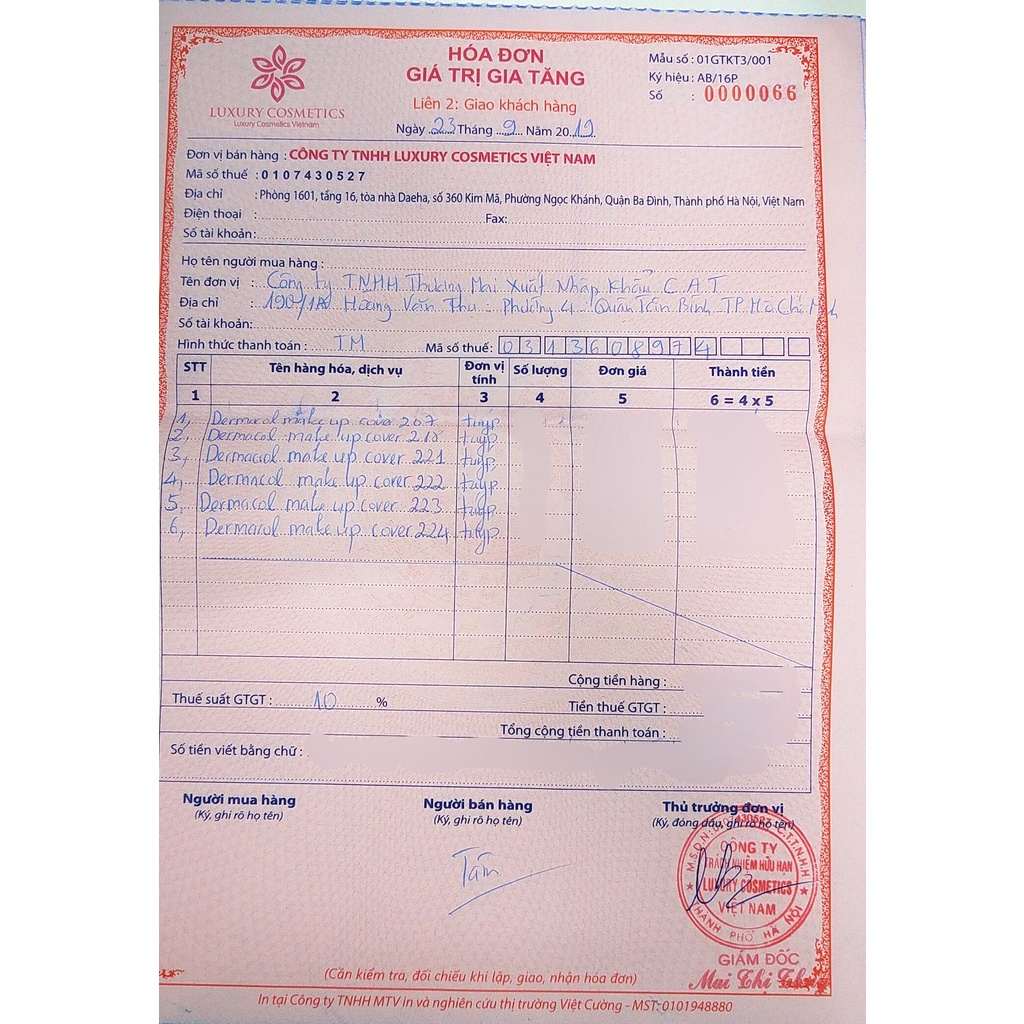 LUXURY COSMETICS
Luxury Cosmetics Vietnam
HÓA ĐƠN
GIÁ TRỊ GIA TĂNG
Liên 2: Giao khách hàng
Ngày 23 Tháng 9 Năm 2019
Mẫu số : 01GTKT3/001
Ký hiệu : AB/16P
Số : 0000066
Đơn vị bán hàng : CÔNG TY TNHH LUXURY COSMETICS VIỆT NAM
Mã số thuế : 0107430527
Địa chỉ : Phòng 1601, tầng 16, tòa nhà Daeha, số 360 Kim Mã, Phường Ngọc Khánh, Quận Ba Đình, Thành phố Hà Nội, Việt Nam
Điện thoại : Fax:
Số tài khoản:
Họ tên người mua hàng :
Tên đơn vị : Công ty TNHH Thương Mại Xuất Nhập Khẩu C.A.T
Địa chỉ : 190/1A Hoàng Văn Thụ - Phường 4 - Quận Tân Bình TP. Hồ Chí Minh
Số tài khoản:
Hình thức thanh toán : TM Mã số thuế: 0313608974
STT Tên hàng hóa, dịch vụ Đơn vị tính Số lượng Đơn giá Thành tiền
1 2 3 4 5 6 = 4 x 5
1, Dermacol make up cover 207 tuýp
2, Dermacol make up cover 218 tuýp
3, Dermacol make up cover 221 tuýp
4, Dermacol make up cover 222 tuýp
5, Dermacol make up cover 223 tuýp
6, Dermacol make up cover 224 tuýp
Cộng tiền hàng :
Thuế suất GTGT : 10 % Tiền thuế GTGT :
Tổng cộng tiền thanh toán :
Số tiền viết bằng chữ :
Người mua hàng Người bán hàng Thủ trưởng đơn vị
(Ký, ghi rõ họ tên) (Ký, ghi rõ họ tên) (Ký, đóng dấu, ghi rõ họ tên)
M.S.D.N: 0107430527 C.T.T.N.H.H
CÔNG TY
TRÁCH NHIỆM HỮU HẠN
LUXURY COSMETICS
VIỆT NAM
THÀNH PHỐ HÀ NỘI
GIÁM ĐỐC
Mai Thị
(Cần kiểm tra, đối chiếu khi lập, giao, nhận hóa đơn)
In tại Công ty TNHH MTV in và nghiên cứu thị trường Việt Cường - MST: 0101948880